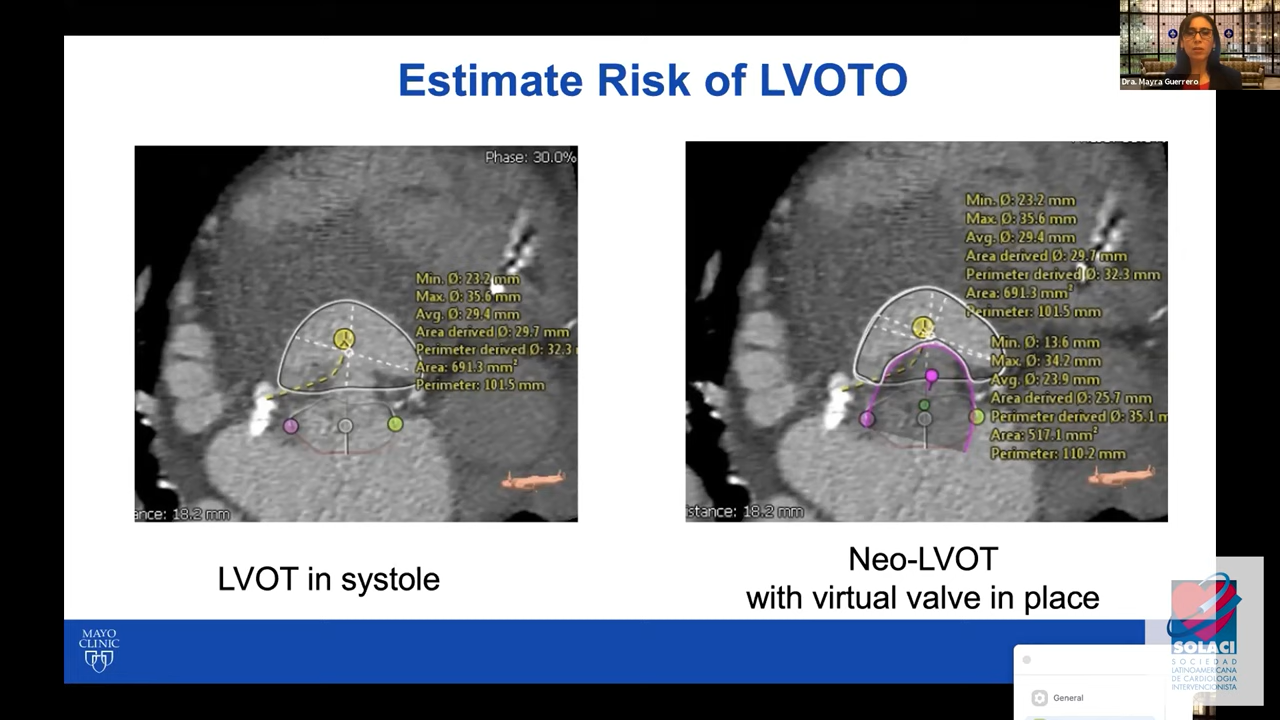 Estimate Risk of LVOTO
Dra. Mayra Guerrero
Phase: 30.0%
Min. Ø: 23.2 mm
Max. Ø: 35.6 mm
Avg. Ø: 29.4 mm
Area derived Ø: 29.7 mm
Perimeter derived Ø: 32.3
Area: 691.3 mm²
Perimeter: 101.5 mm
ance: 18.2 mm
LVOT in systole
Min. Ø: 23.2 mm
Max. Ø: 35.6 mm
Avg. Ø: 29.4 mm
Area derived Ø: 29.7 mm
Perimeter derived Ø: 32.3 mm
Area: 691.3 mm²
Perimeter: 101.5 mm
Min. Ø: 13.6 mm
Max. Ø: 34.2 mm
Avg. Ø: 23.9 mm
Area derived Ø: 25.7 mm
Perimeter derived Ø: 35.1 m
Area: 517.1 mm²
Perimeter: 110.2 mm
istance: 18.2 mm
Neo-LVOT
with virtual valve in place
MAYO
CLINIC
SOLACI
SOCIEDAD
LATINOAMERICANA
DE CARDIOLOGIA
INTERVENCIONISTA
General